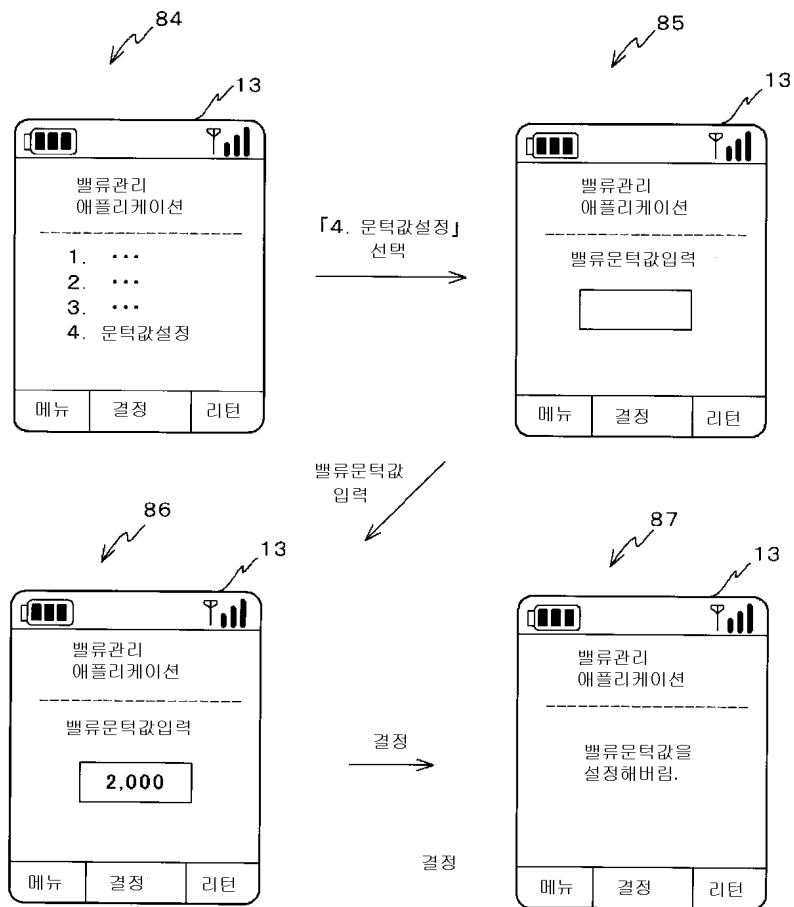 84
13
밸류관리
애플리케이션
1. ･･･
2. ･･･
3. ･･･
4. 문턱값설정
메뉴 결정 리턴
「4. 문턱값설정」
선택
85
13
밸류관리
애플리케이션
밸류문턱값입력
메뉴 결정 리턴
밸류문턱값
입력
86
13
밸류관리
애플리케이션
밸류문턱값입력
2,000
메뉴 결정 리턴
결정
결정
87
13
밸류관리
애플리케이션
밸류문턱값을
설정해버림.
메뉴 결정 리턴